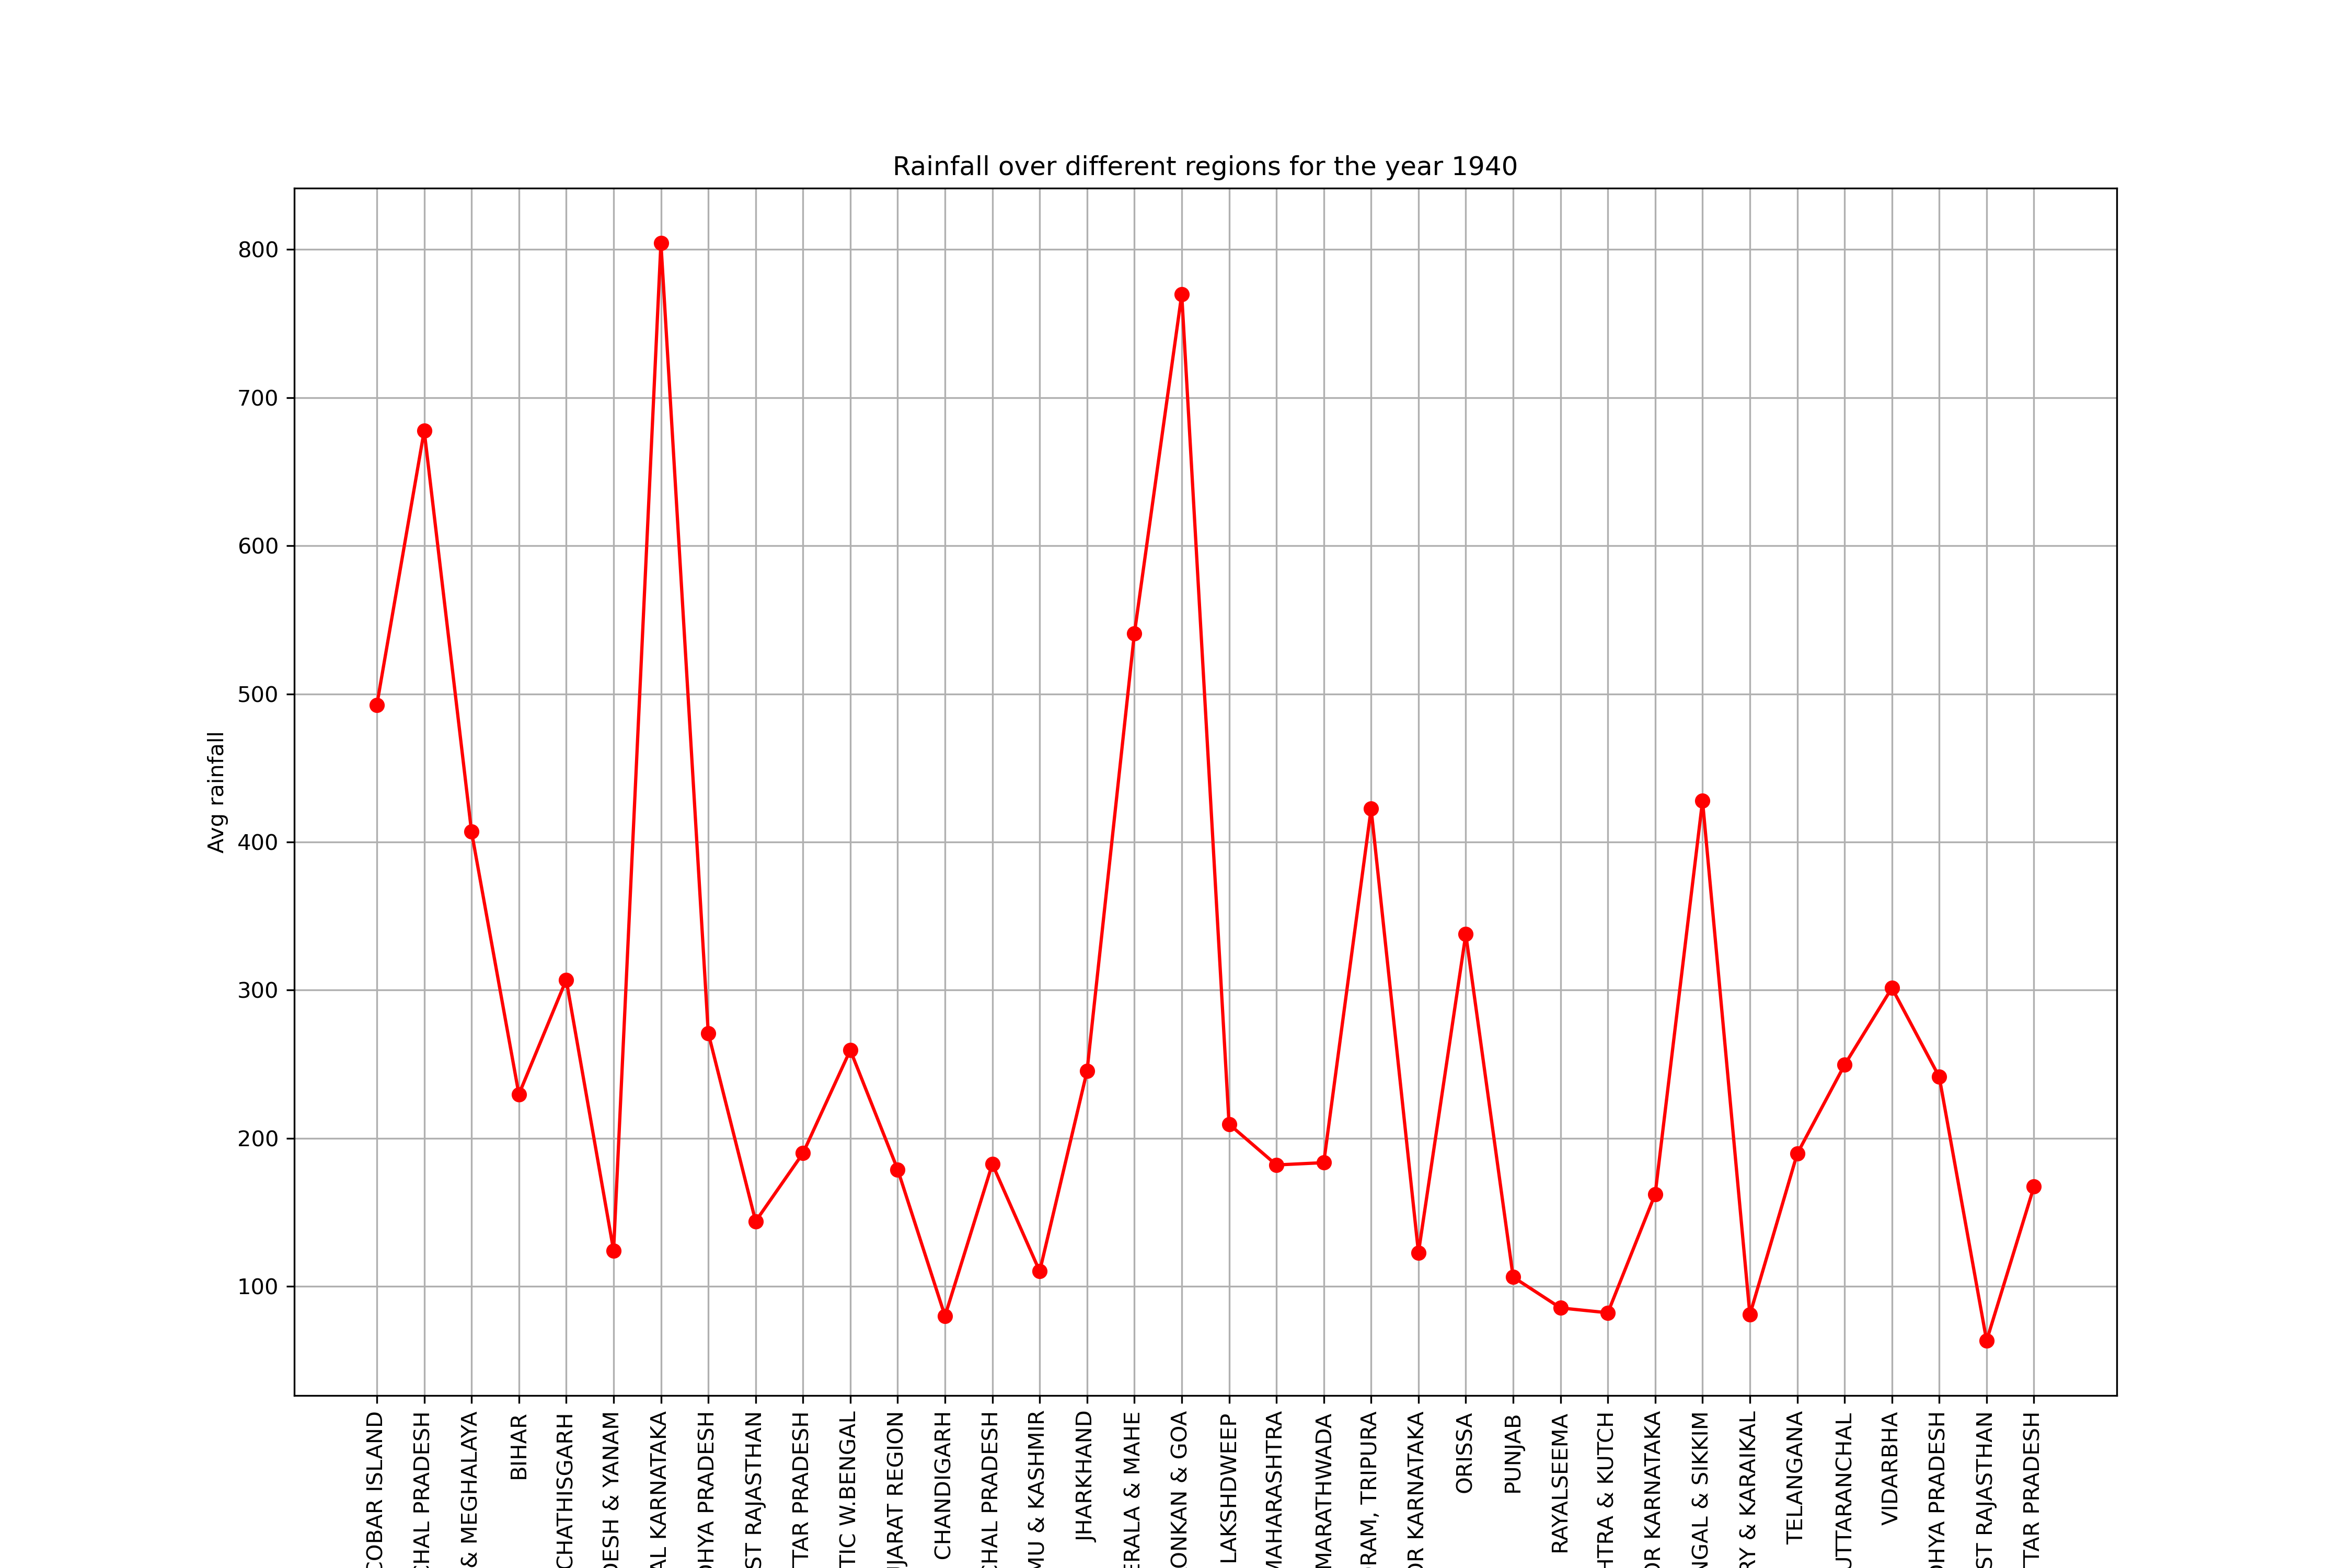 Rainfall over different regions for the year 1940
800
700
600
500
400
300
200
100
Avg rainfall
COBAR ISLAND
CHAL PRADESH
& MEGHALAYA
BIHAR
CHATHISGARH
DESH & YANAM
AL KARNATAKA
DHYA PRADESH
ST RAJASTHAN
TTAR PRADESH
TIC W.BENGAL
JARAT REGION
CHANDIGARH
CHAL PRADESH
MU & KASHMIR
JHARKHAND
ERALA & MAHE
ONKAN & GOA
LAKSHDWEEP
MAHARASHTRA
MARATHWADA
RAM, TRIPURA
OR KARNATAKA
ORISSA
PUNJAB
RAYALSEEMA
HTRA & KUTCH
OR KARNATAKA
NGAL & SIKKIM
RY & KARAIKAL
TELANGANA
UTTARANCHAL
VIDARBHA
DHYA PRADESH
ST RAJASTHAN
TTAR PRADESH